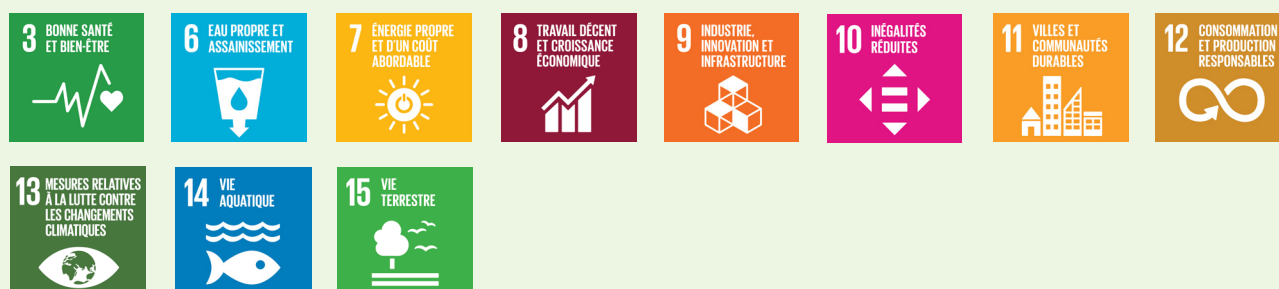 3 BONNE SANTÉ
ET BIEN-ÊTRE
6 EAU PROPRE ET
ASSAINISSEMENT
7 ÉNERGIE PROPRE
ET D'UN COÛT
ABORDABLE
8 TRAVAIL DÉCENT
ET CROISSANCE
ÉCONOMIQUE
9 INDUSTRIE,
INNOVATION ET
INFRASTRUCTURE
10 INÉGALITÉS
RÉDUITES
11 VILLES ET
COMMUNAUTÉS
DURABLES
12 CONSOMMATION
ET PRODUCTION
RESPONSABLES
13 MESURES RELATIVES
À LA LUTTE CONTRE
LES CHANGEMENTS
CLIMATIQUES
14 VIE
AQUATIQUE
15 VIE
TERRESTRE